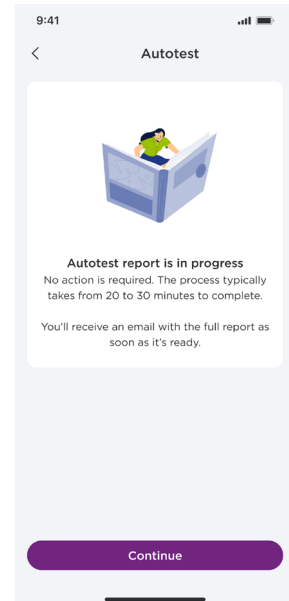 9:41
Autotest
Autotest report is in progress
No action is required. The process typically
takes from 20 to 30 minutes to complete.
You'll receive an email with the full report as
soon as it's ready.
Continue